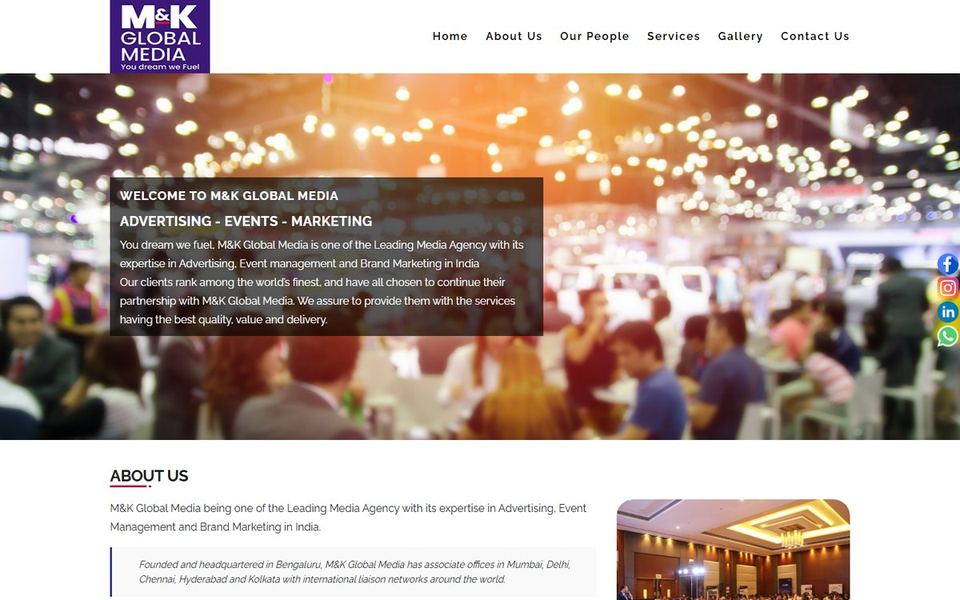 M&K
GLOBAL
MEDIA
You dream we Fuel
Home About Us Our People Services Gallery Contact Us
WELCOME TO M&K GLOBAL MEDIA
ADVERTISING - EVENTS - MARKETING
You dream we fuel, M&K Global Media is one of the Leading Media Agency with its
expertise in Advertising, Event management and Brand Marketing in India
Our clients rank among the world's finest, and have all chosen to continue their
partnership with M&K Global Media. We assure to provide them with the services
having the best quality, value and delivery.
ABOUT US
M&K Global Media being one of the Leading Media Agency with its expertise in Advertising, Event
Management and Brand Marketing in India.
Founded and headquartered in Bengaluru, M&K Global Media has associate offices in Mumbai, Delhi,
Chennai, Hyderabad and Kolkata with international liaison networks around the world.